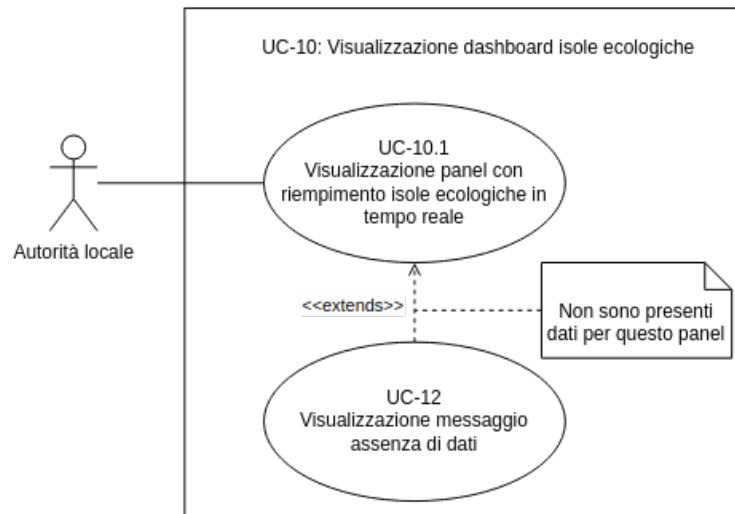 UC-10: Visualizzazione dashboard isole ecologiche
UC-10.1
Visualizzazione panel con
riempimento isole ecologiche in
tempo reale
Autorità locale
<<extends>>
Non sono presenti
dati per questo panel
UC-12
Visualizzazione messaggio
assenza di dati